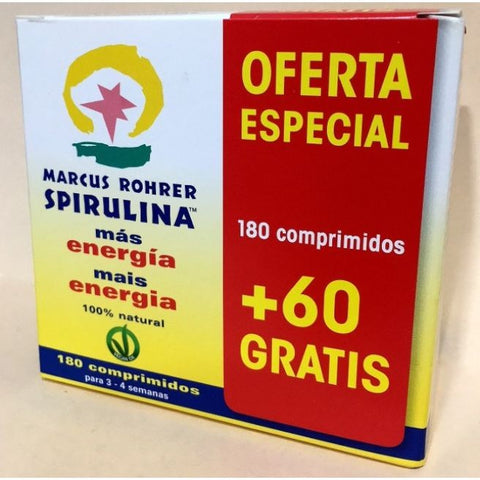 MARCUS ROHRER
SPIRULINA™
más
energía
mais
energia
100% natural
180 comprimidos
para 3 - 4 semanas
OFERTA
ESPECIAL
180 comprimidos
+60
GRATIS